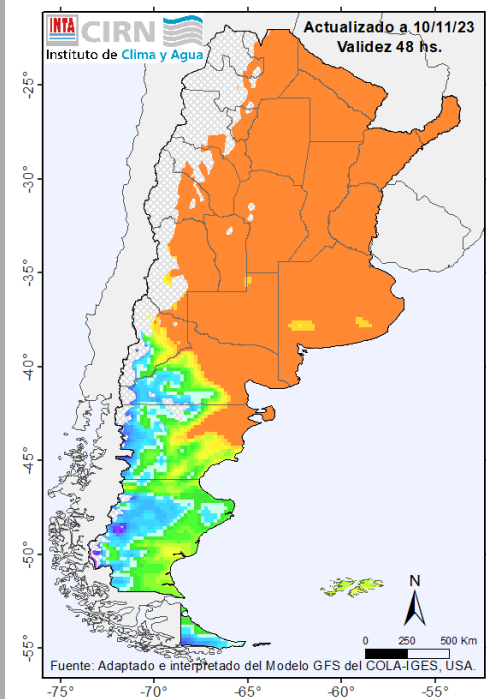 INTA CIRN
Instituto de Clima y Agua
Actualizado a 10/11/23
Validez 48 hs.
-25°
-30°
-35°
-40°
-45°
-50°
-55°
N
0 250 500 Km
Fuente: Adaptado e interpretado del Modelo GFS del COLA-IGES, USA.
-75° -70° -65° -60° -55°